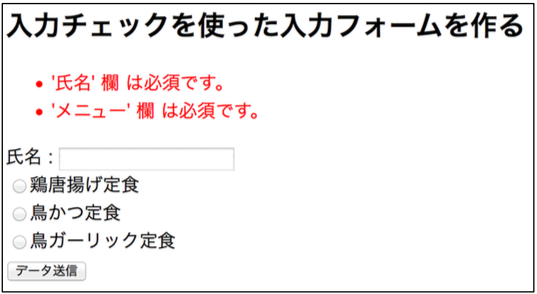 入力チェックを使った入力フォームを作る
• '氏名' 欄 は必須です。
• 'メニュー' 欄 は必須です。
氏名 :
鶏唐揚げ定食
鳥かつ定食
鳥ガーリック定食
データ送信